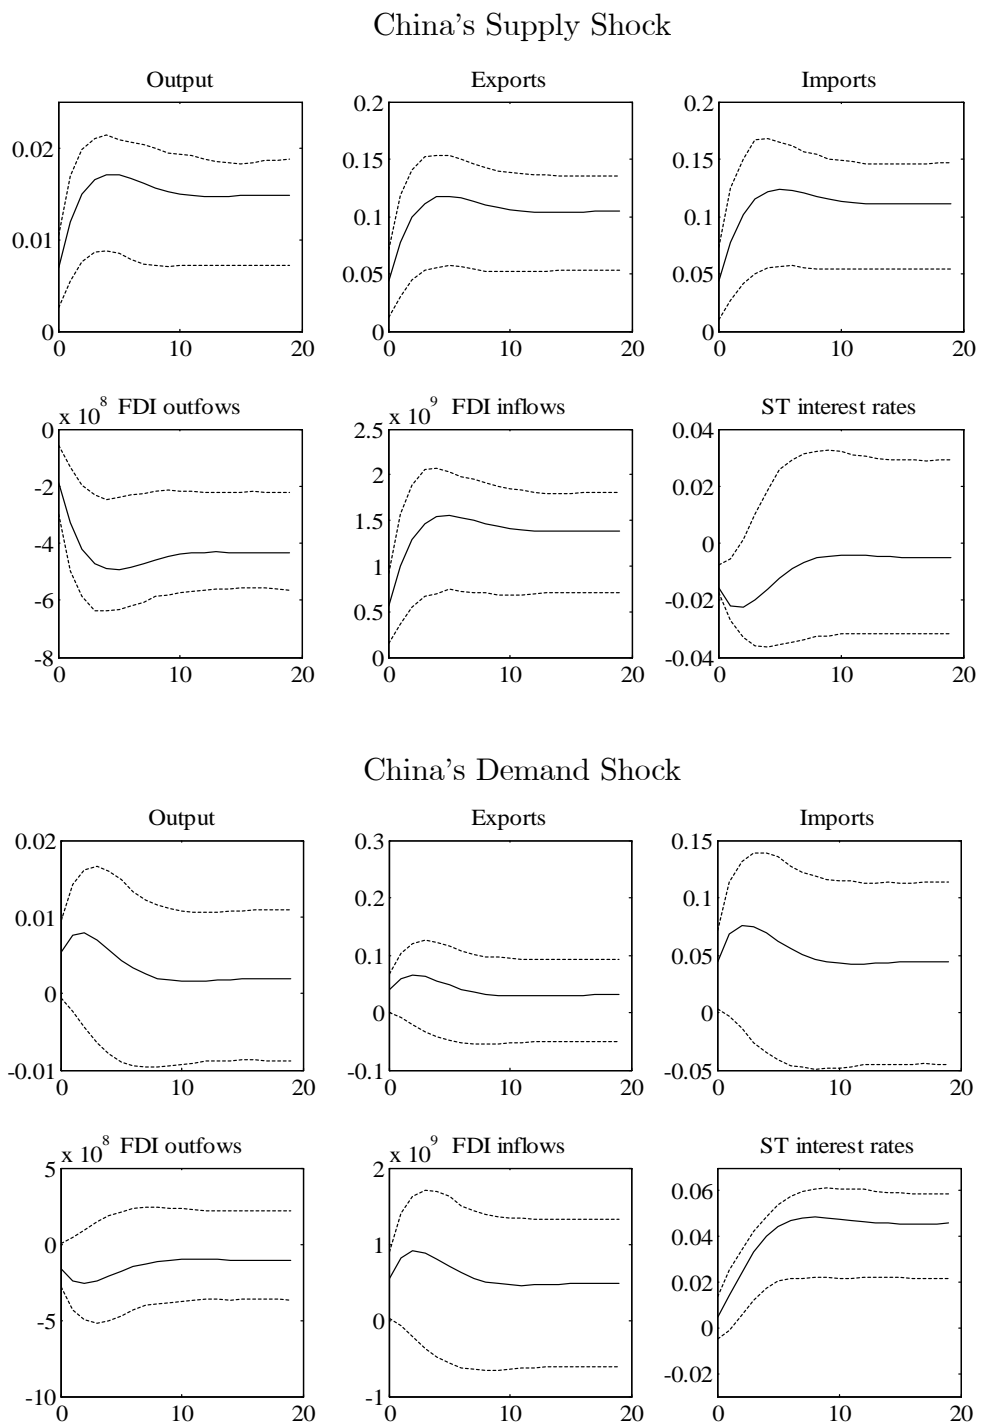 China's Supply Shock
Output Exports Imports
0.02
0.01
0
0 10 20
0.2
0.15
0.1
0.05
0
0 10 20
0.2
0.15
0.1
0.05
0
0 10 20
x 10^8 FDI outfows
x 10^9 FDI inflows
ST interest rates
0
-2
-4
-6
-8
0 10 20
2.5
2
1.5
1
0.5
0
0 10 20
0.04
0.02
0
-0.02
-0.04
0 10 20
China's Demand Shock
Output Exports Imports
0.02
0.01
0
-0.01
0 10 20
0.3
0.2
0.1
0
-0.1
0 10 20
0.15
0.1
0.05
0
-0.05
0 10 20
x 10^8 FDI outfows
x 10^9 FDI inflows
ST interest rates
5
0
-5
-10
0 10 20
2
1
0
-1
0 10 20
0.06
0.04
0.02
0
-0.02
0 10 20